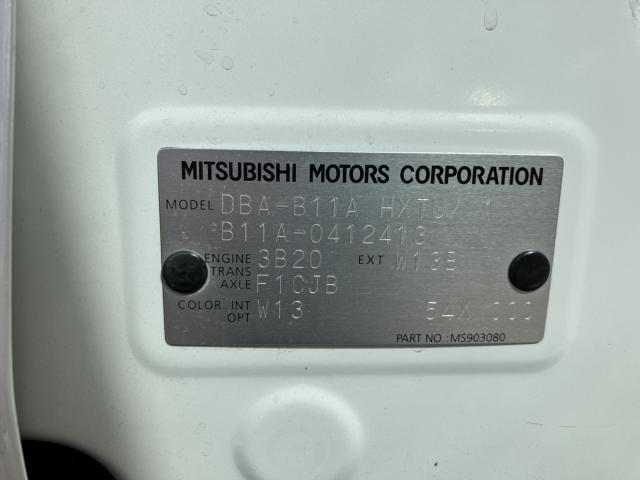 MITSUBISHI MOTORS CORPORATION
MODEL DBA-B11A
B11A-0412413
ENGINE 3B20 EXT W13B
TRANS AXLE F1CJB
COLOR. INT OPT W13 54X 000
PART NO.:MS903080